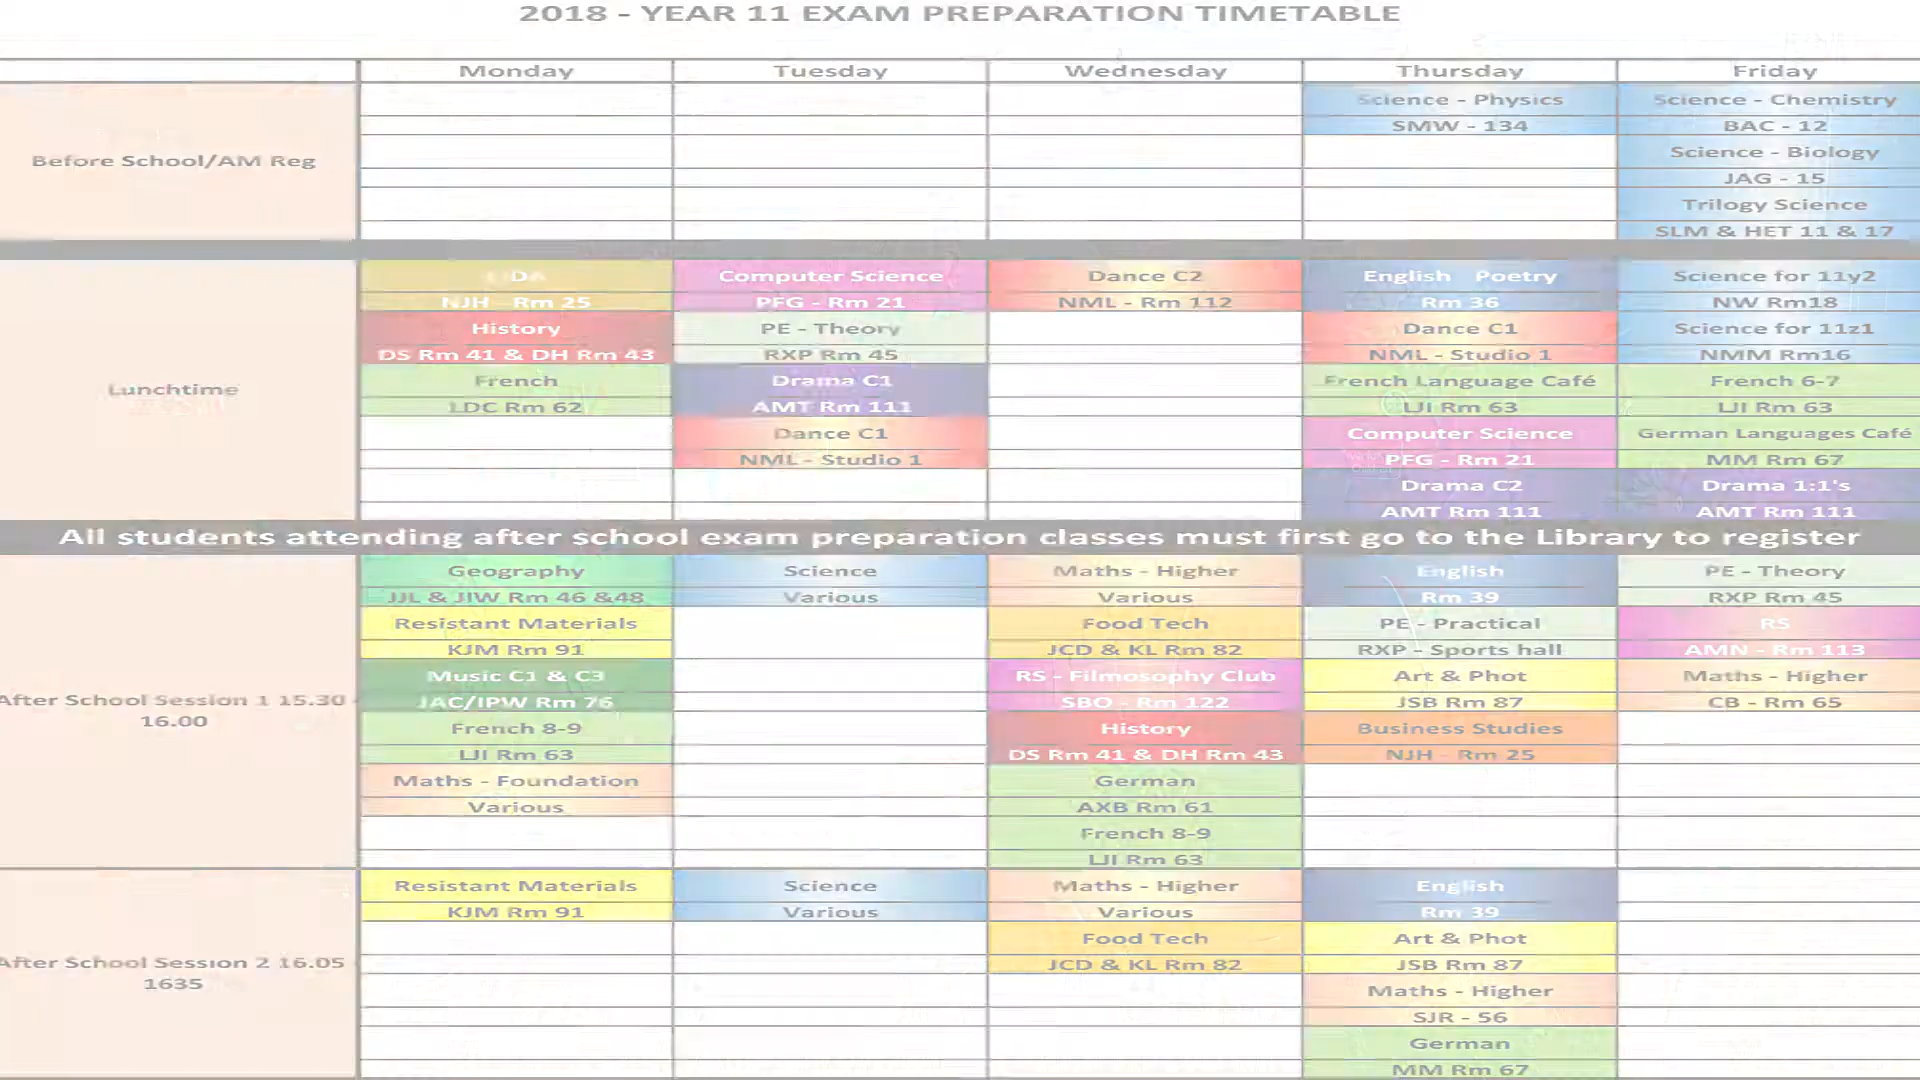 2018 - YEAR 11 EXAM PREPARATION TIMETABLE
Monday Tuesday Wednesday Thursday Friday
Before School/AM Reg
Science - Physics Science - Chemistry
SMW - 134 BAC - 12
Science - Biology
JAG - 15
Trilogy Science
SLM & HET 11 & 17
Lunchtime
Computer Science Dance C2 English Poetry Science for 11y2
NJH - Rm 25 PFG - Rm 21 NML - Rm 112 Rm 36 NW Rm18
History PE - Theory Dance C1 Science for 11z1
DS Rm 41 & DH Rm 43 RXP Rm 45 NML - Studio 1 NMM Rm16
French Drama C1 French Language Café French 6-7
LDC Rm 62 AMT Rm 111 LJI Rm 63 LJI Rm 63
Dance C1 Computer Science German Languages Café
NML - Studio 1 PFG - Rm 21 MM Rm 67
Drama C2 Drama 1:1's
AMT Rm 111 AMT Rm 111
All students attending after school exam preparation classes must first go to the Library to register
After School Session 1 15.30 -
16.00
Geography Science Maths - Higher English PE - Theory
JJL & JIW Rm 46 &48 Various Various Rm 39 RXP Rm 45
Resistant Materials Food Tech PE - Practical RS
KJM Rm 91 JCD & KL Rm 82 RXP - Sports hall AMN - Rm 113
Music C1 & C3 RS - Filmosophy Club Art & Phot Maths - Higher
JAC/IPW Rm 76 SBO - Rm 122 JSB Rm 87 CB - Rm 65
French 8-9 History Business Studies
LJI Rm 63 DS Rm 41 & DH Rm 43 NJH - Rm 25
Maths - Foundation German
Various AXB Rm 61
French 8-9
LJI Rm 63
After School Session 2 16.05
1635
Resistant Materials Science Maths - Higher English
KJM Rm 91 Various Various Rm 39
Food Tech Art & Phot
JCD & KL Rm 82 JSB Rm 87
Maths - Higher
SJR - 56
German
MM Rm 67